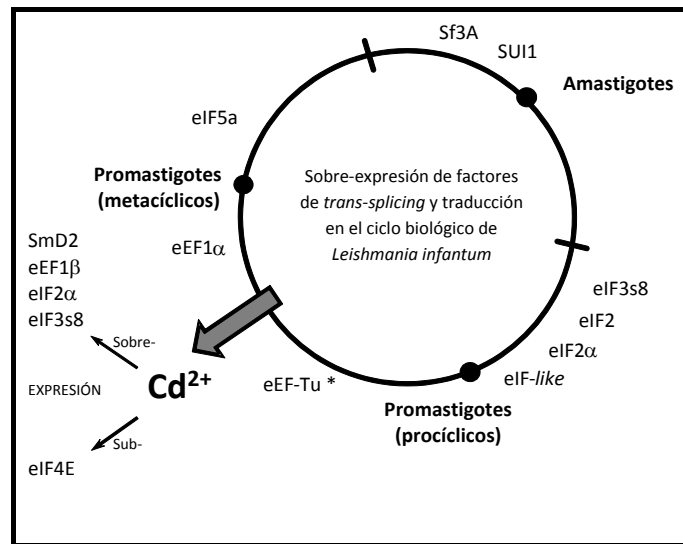 Sf3A
SUI1
Amastigotes
eIF5a
Sobre-expresión de factores
de trans-splicing y traducción
en el ciclo biológico de
Leishmania infantum
Promastigotes
(metacíclicos)
SmD2
eEF1β
eIF2α
eIF3s8
eEF1α
eIF3s8
eIF2
eIF2α
eIF-like
Sobre-
EXPRESIÓN
Cd2+
eEF-Tu *
Promastigotes
(procíclicos)
Sub-
eIF4E